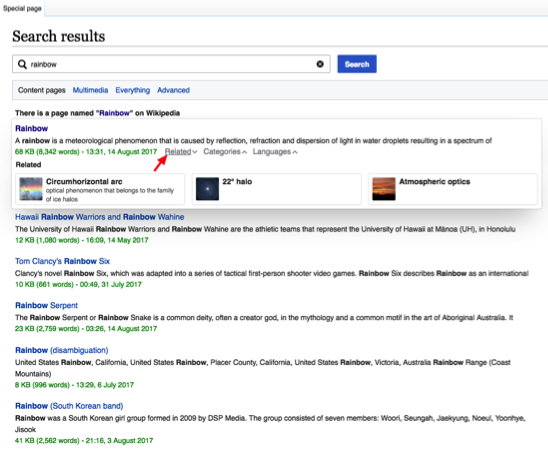 Special page
Search results
rainbow
Search
Content pages Multimedia Everything Advanced
There is a page named "Rainbow" on Wikipedia
Rainbow
A rainbow is a meteorological phenomenon that is caused by reflection, refraction and dispersion of light in water droplets resulting in a spectrum of
68 KB (8,342 words) - 13:31, 14 August 2017 Related Categories Languages
Related
Circumhorizontal arc
optical phenomenon that belongs to the family
of ice halos
22° halo
Atmospheric optics
Hawaii Rainbow Warriors and Rainbow Wahine
The University of Hawaii Rainbow Warriors and Rainbow Wahine are the athletic teams that represent the University of Hawaii at Mānoa (UH), in Honolulu
12 KB (1,080 words) - 16:09, 14 May 2017
Tom Clancy's Rainbow Six
Clancy's novel Rainbow Six, which was adapted into a series of tactical first-person shooter video games. Rainbow Six describes Rainbow as an international
10 KB (661 words) - 00:49, 31 July 2017
Rainbow Serpent
The Rainbow Serpent or Rainbow Snake is a common deity, often a creator god, in the mythology and a common motif in the art of Aboriginal Australia. It
23 KB (2,759 words) - 03:26, 14 August 2017
Rainbow (disambiguation)
United States Rainbow, California, United States Rainbow, Placer County, California, United States Rainbow, Victoria, Australia Rainbow Range (Coast
Mountains)
8 KB (996 words) - 13:29, 6 July 2017
Rainbow (South Korean band)
Rainbow was a South Korean girl group formed in 2009 by DSP Media. The group consisted of seven members: Woori, Seungah, Jaekyung, Noeul, Yoonhye,
Jisook
41 KB (2,562 words) - 21:16, 3 August 2017